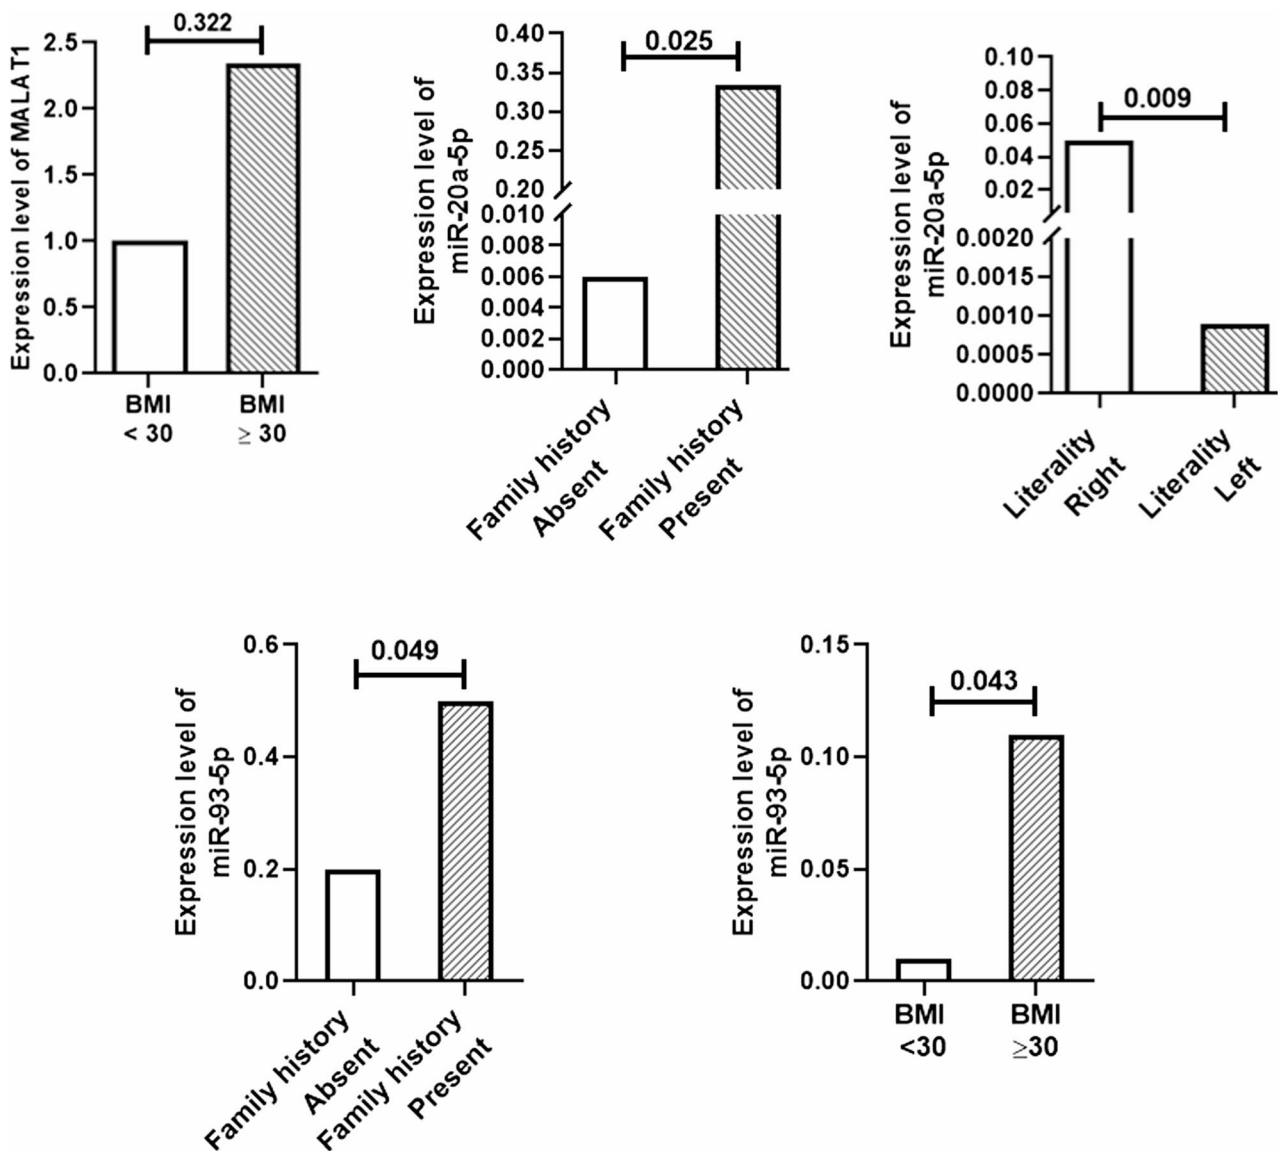 Expression level of MALAT1
0.322
2.5
2.0
1.5
1.0
0.5
0.0
BMI
< 30
BMI
≥ 30
Expression level of
miR-20a-5p
0.025
0.40
0.35
0.30
0.25
0.20
0.010
0.008
0.006
0.004
0.002
0.000
Family history
Absent
Family history
Present
Expression level of
miR-20a-5p
0.009
0.10
0.08
0.06
0.04
0.02
0.0020
0.0015
0.0010
0.0005
0.0000
Literality
Right
Literality
Left
Expression level of
miR-93-5p
0.049
0.6
0.4
0.2
0.0
Family history
Absent
Family history
Present
Expression level of
miR-93-5p
0.043
0.15
0.10
0.05
0.00
BMI
<30
BMI
≥30